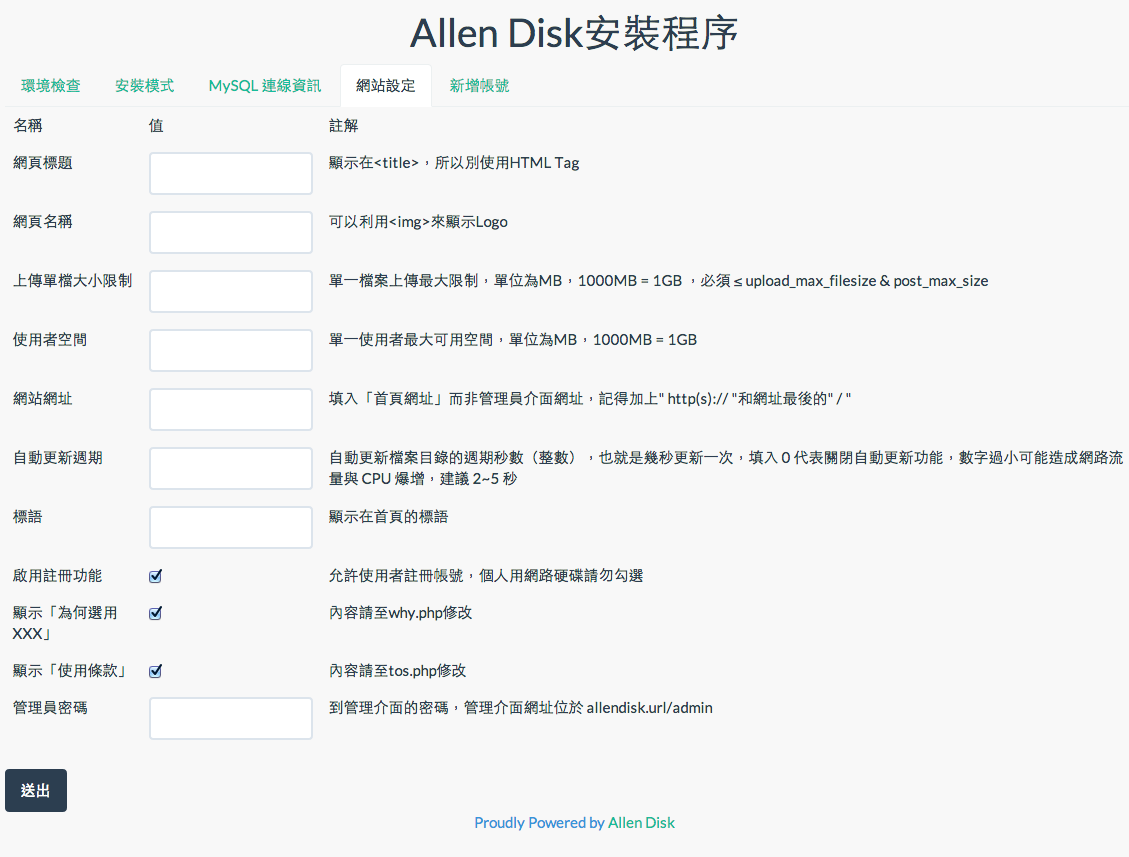 Allen Disk安裝程序
環境檢查 安裝模式 MySQL 連線資訊 網站設定 新增帳號
名稱 值 註解
網頁標題 顯示在<title>，所以別使用HTML Tag
網頁名稱 可以利用<img>來顯示Logo
上傳單檔大小限制 單一檔案上傳最大限制，單位為MB，1000MB = 1GB ，必須 ≤ upload_max_filesize & post_max_size
使用者空間 單一使用者最大可用空間，單位為MB，1000MB = 1GB
網站網址 填入「首頁網址」而非管理員介面網址，記得加上" http(s):// "和網址最後的" / "
自動更新週期 自動更新檔案目錄的週期秒數（整數），也就是幾秒更新一次，填入 0 代表關閉自動更新功能，數字過小可能造成網路流
量與 CPU 爆增，建議 2~5 秒
標語 顯示在首頁的標語
啟用註冊功能 允許使用者註冊帳號，個人用網路硬碟請勿勾選
顯示「為何選用 內容請至why.php修改
XXX」
顯示「使用條款」 內容請至tos.php修改
管理員密碼 到管理介面的密碼，管理介面網址位於 allendisk.url/admin
送出
Proudly Powered by Allen Disk